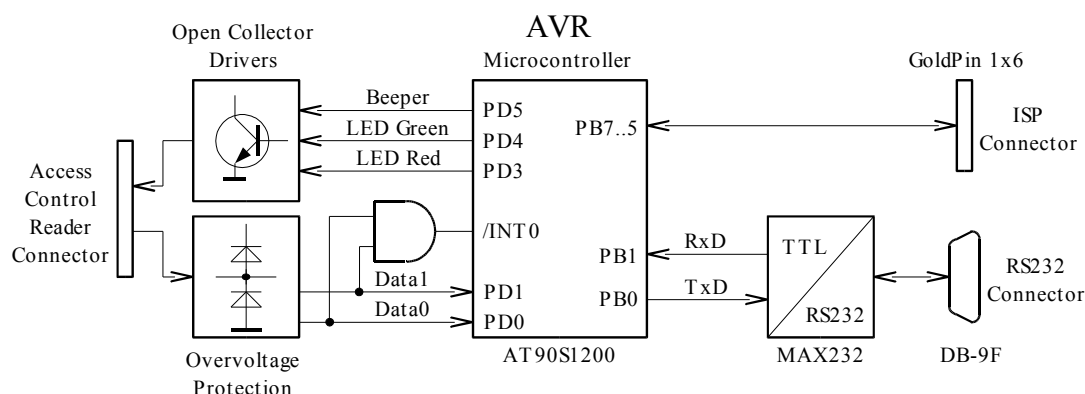 AVR
Microcontroller
Open Collector
Drivers
GoldPin 1x6
Beeper
LED Green
LED Red
PD5
PD4
PD3
PB7..5
ISP
Connector
Access
Control
Reader
Connector
/INT0
Data1
Data0
PD1
PD0
PB1
PB0
RxD
TxD
TTL
RS232
RS232
Connector
Overvoltage
Protection
AT90S1200
MAX232
DB-9F